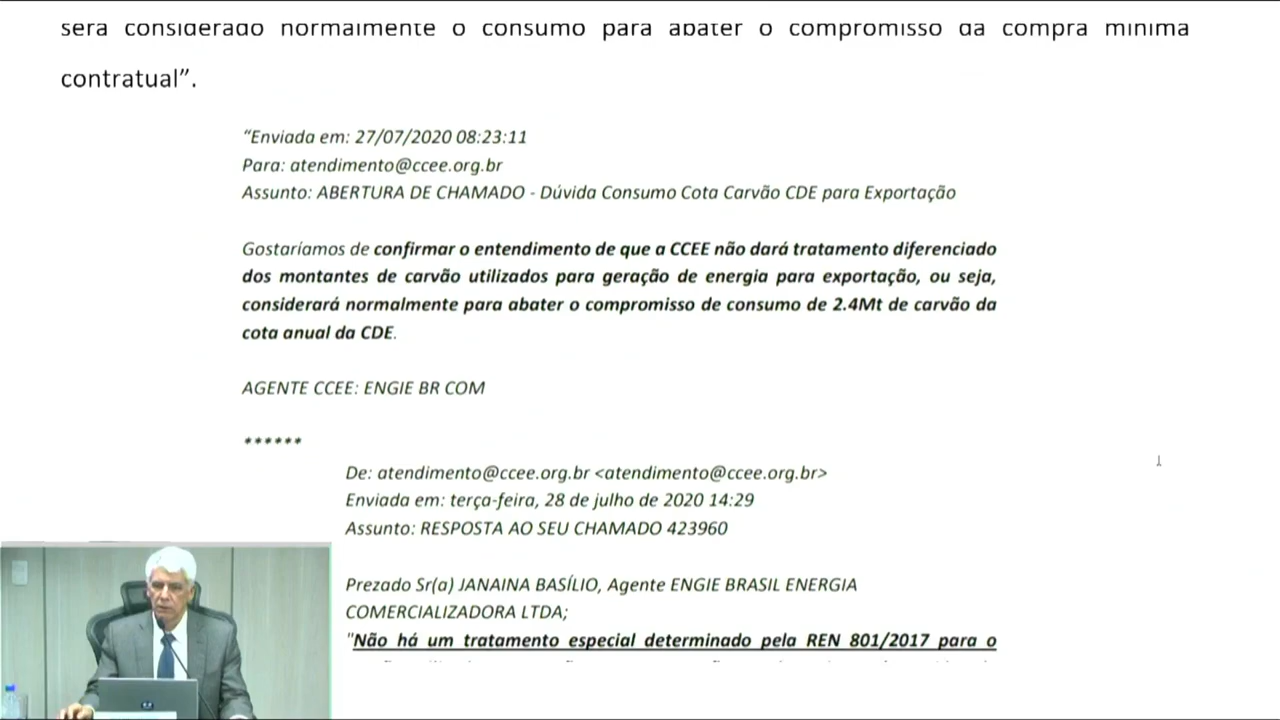 será considerado normalmente o consumo para abater o compromisso da compra mínima
contratual”.
“Enviada em: 27/07/2020 08:23:11
Para: atendimento@ccee.org.br
Assunto: ABERTURA DE CHAMADO - Dúvida Consumo Cota Carvão CDE para Exportação
Gostaríamos de confirmar o entendimento de que a CCEE não dará tratamento diferenciado
dos montantes de carvão utilizados para geração de energia para exportação, ou seja,
considerará normalmente para abater o compromisso de consumo de 2.4Mt de carvão da
cota anual da CDE.
AGENTE CCEE: ENGIE BR COM
******
De: atendimento@ccee.org.br <atendimento@ccee.org.br>
Enviada em: terça-feira, 28 de julho de 2020 14:29
Assunto: RESPOSTA AO SEU CHAMADO 423960
Prezado Sr(a) JANAINA BASÍLIO, Agente ENGIE BRASIL ENERGIA
COMERCIALIZADORA LTDA;
"Não há um tratamento especial determinado pela REN 801/2017 para o